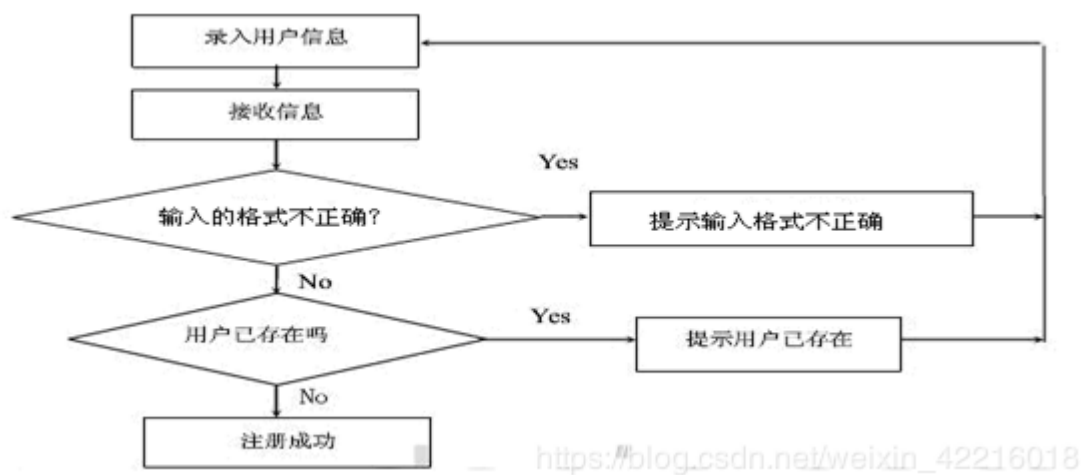 录入用户信息
接收信息
Yes
输入的格式不正确?
提示输入格式不正确
No
Yes
用户已存在吗
提示用户已存在
No
注册成功
https://blog.csdn.net/weixin_42216018